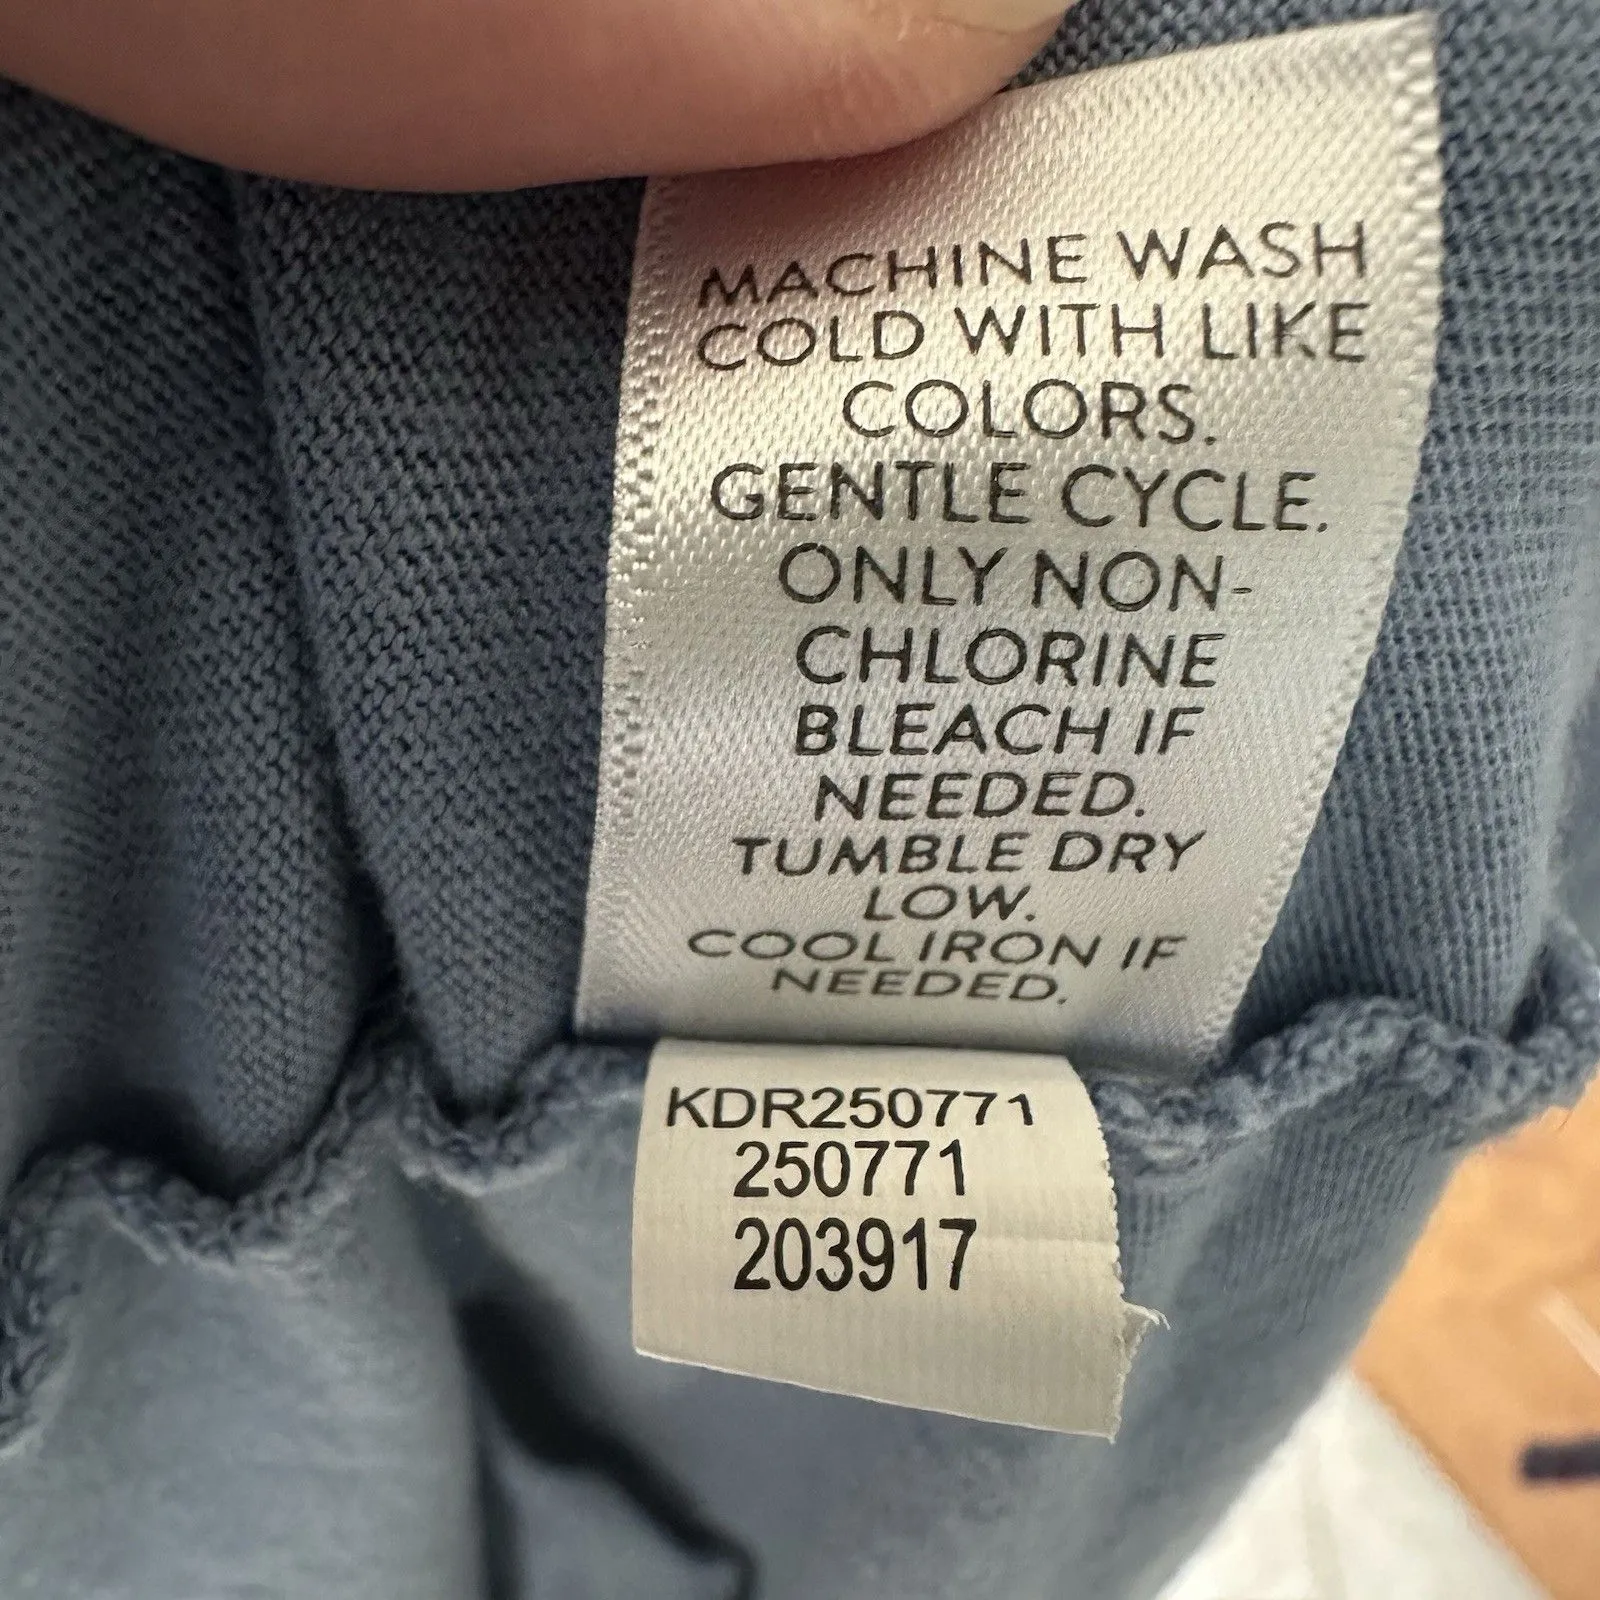 MACHINE WASH
COLD WITH LIKE
COLORS.
GENTLE CYCLE.
ONLY NON-
CHLORINE
BLEACH IF
NEEDED.
TUMBLE DRY
LOW.
COOL IRON IF
NEEDED.
KDR250771
250771
203917